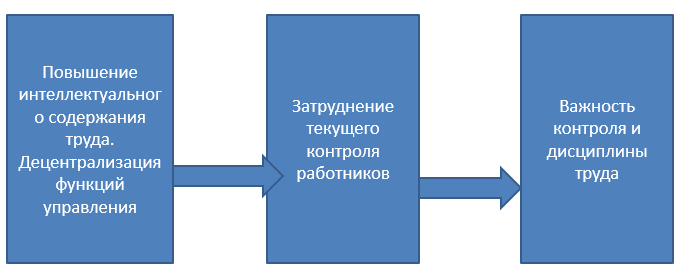 Повышение
интеллектуальног
о содержания
труда.
Децентрализация
функций
управления
Затруднение
текущего
контроля
работников
Важность
контроля и
дисциплины
труда